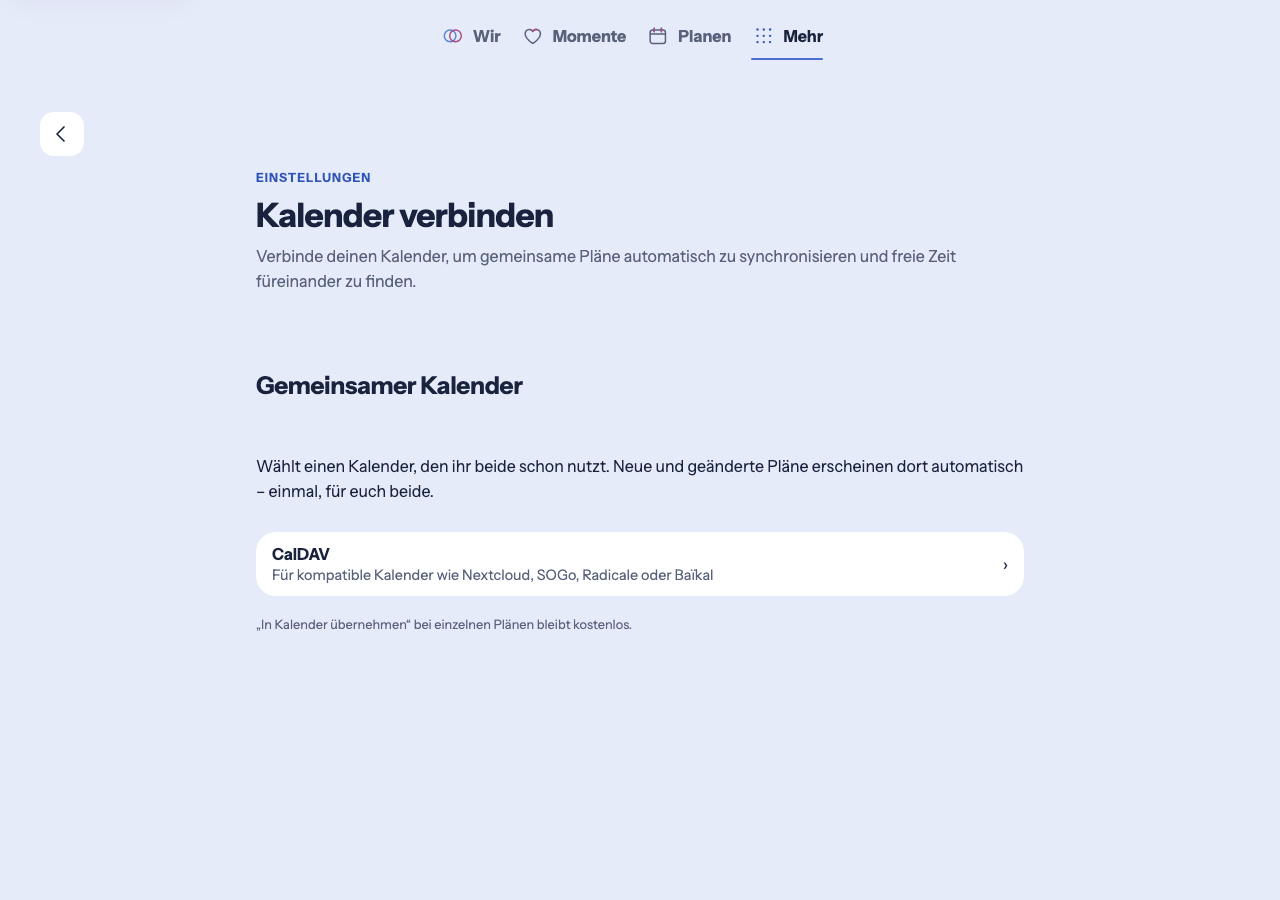 Wir
Momente
Planen
Mehr
EINSTELLUNGEN
Kalender verbinden
Verbinde deinen Kalender, um gemeinsame Pläne automatisch zu synchronisieren und freie Zeit
füreinander zu finden.
Gemeinsamer Kalender
Wählt einen Kalender, den ihr beide schon nutzt. Neue und geänderte Pläne erscheinen dort automatisch
– einmal, für euch beide.
CalDAV
Für kompatible Kalender wie Nextcloud, SOGo, Radicale oder Baïkal
„In Kalender übernehmen“ bei einzelnen Plänen bleibt kostenlos.